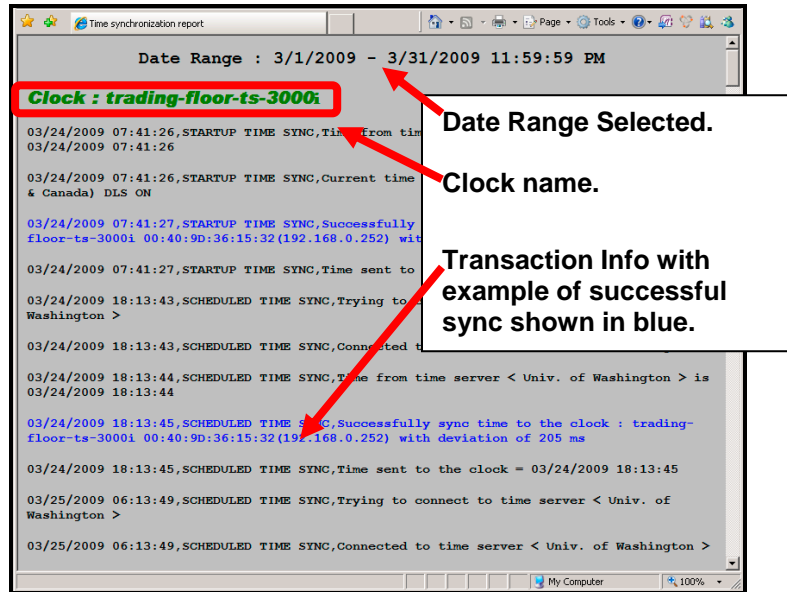 Time synchronization report
Page
Tools
Date Range : 3/1/2009 - 3/31/2009 11:59:59 PM
Clock : trading-floor-ts-3000i
03/24/2009 07:41:26,STARTUP TIME SYNC,Time from tim
03/24/2009 07:41:26
03/24/2009 07:41:26,STARTUP TIME SYNC,Current time
& Canada) DLS ON
03/24/2009 07:41:27,STARTUP TIME SYNC,Successfully
floor-ts-3000i 00:40:9D:36:15:32(192.168.0.252) wit
03/24/2009 07:41:27,STARTUP TIME SYNC,Time sent to
03/24/2009 18:13:43,SCHEDULED TIME SYNC,Trying to
Washington >
03/24/2009 18:13:43,SCHEDULED TIME SYNC,Connected t
03/24/2009 18:13:44,SCHEDULED TIME SYNC,Time from time server < Univ. of Washington > is
03/24/2009 18:13:44
03/24/2009 18:13:45,SCHEDULED TIME SYNC,Successfully sync time to the clock : trading-
floor-ts-3000i 00:40:9D:36:15:32(192.168.0.252) with deviation of 205 ms
03/24/2009 18:13:45,SCHEDULED TIME SYNC,Time sent to the clock = 03/24/2009 18:13:45
03/25/2009 06:13:49,SCHEDULED TIME SYNC,Trying to connect to time server < Univ. of
Washington >
03/25/2009 06:13:49,SCHEDULED TIME SYNC,Connected to time server < Univ. of Washington >
Date Range Selected.
Clock name.
Transaction Info with
example of successful
sync shown in blue.
My Computer
100%